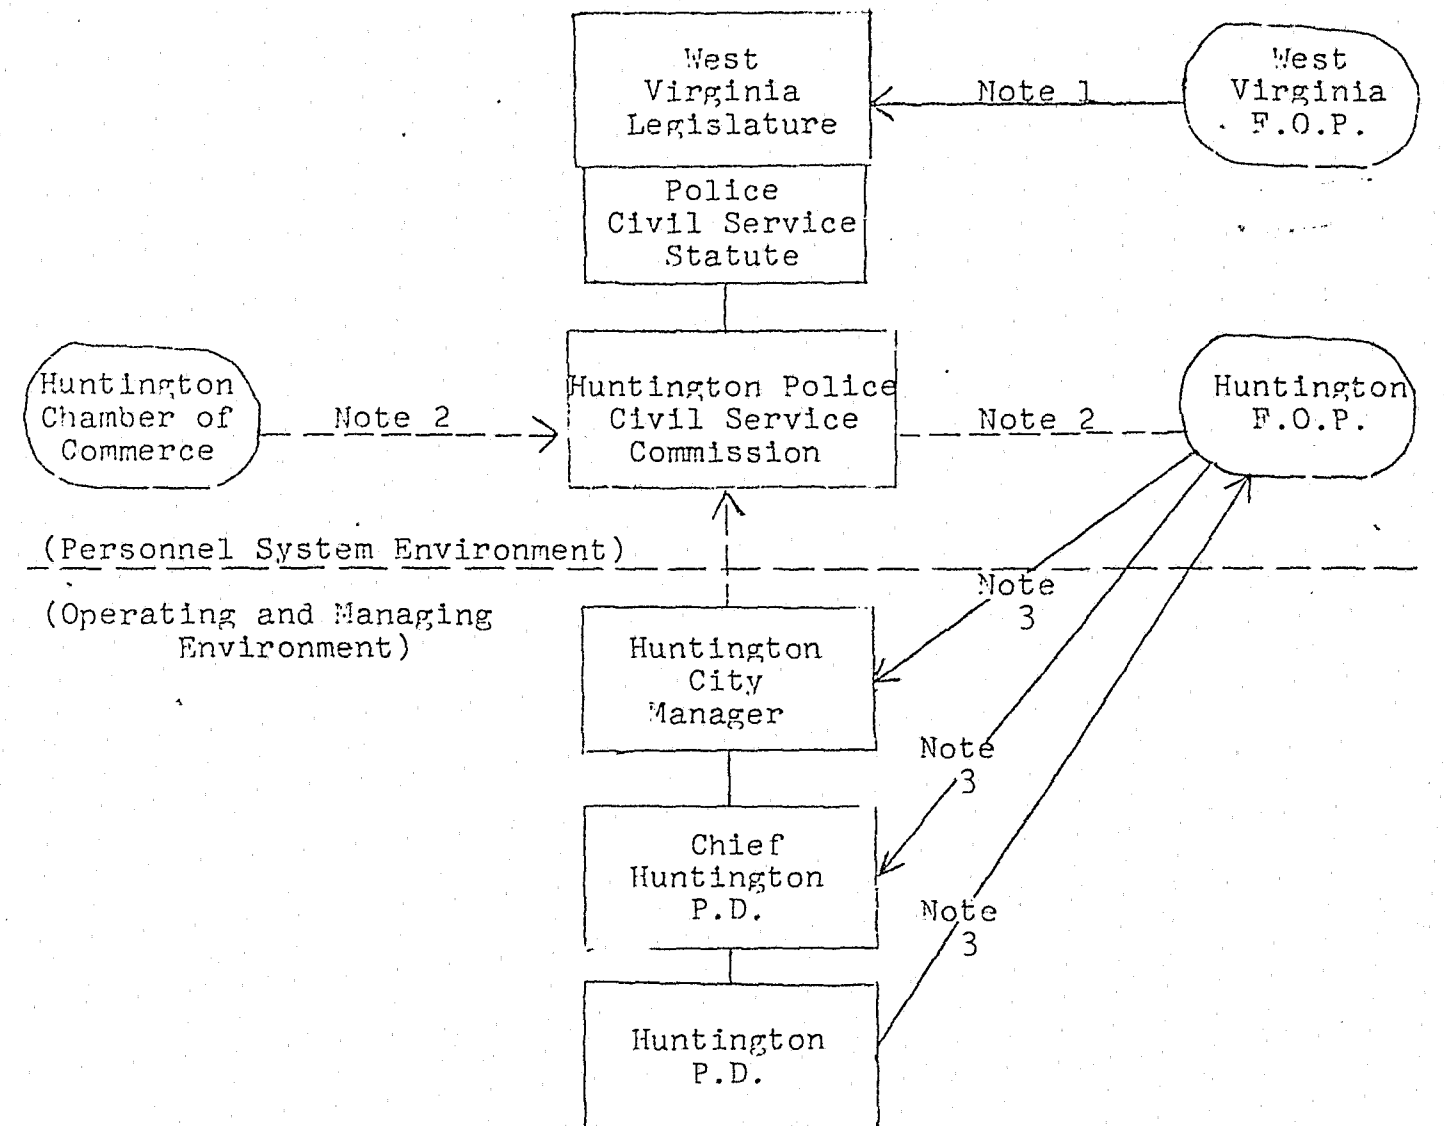 West
Virginia
Legislature
Note 1
West
Virginia
F.O.P.
Police
Civil Service
Statute
Huntington
Chamber of
Commerce
Note 2
Huntington Police
Civil Service
Commission
Note 2
Huntington
F.O.P.
(Personnel System Environment)
(Operating and Managing
Environment)
Note
3
Huntington
City
Manager
Note
3
Chief
Huntington
P.D.
Note
3
Huntington
P.D.